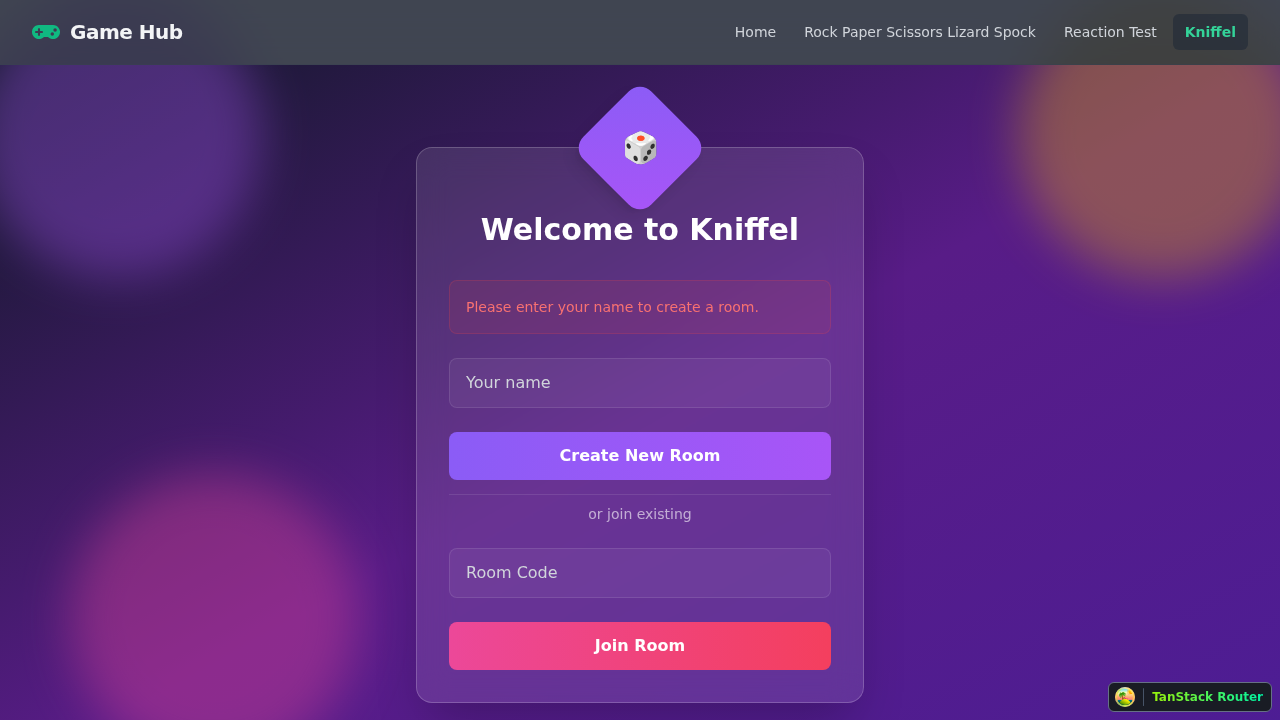 Game Hub
Home
Rock Paper Scissors Lizard Spock
Reaction Test
Kniffel
Welcome to Kniffel
Please enter your name to create a room.
Your name
Create New Room
or join existing
Room Code
Join Room
TanStack Router